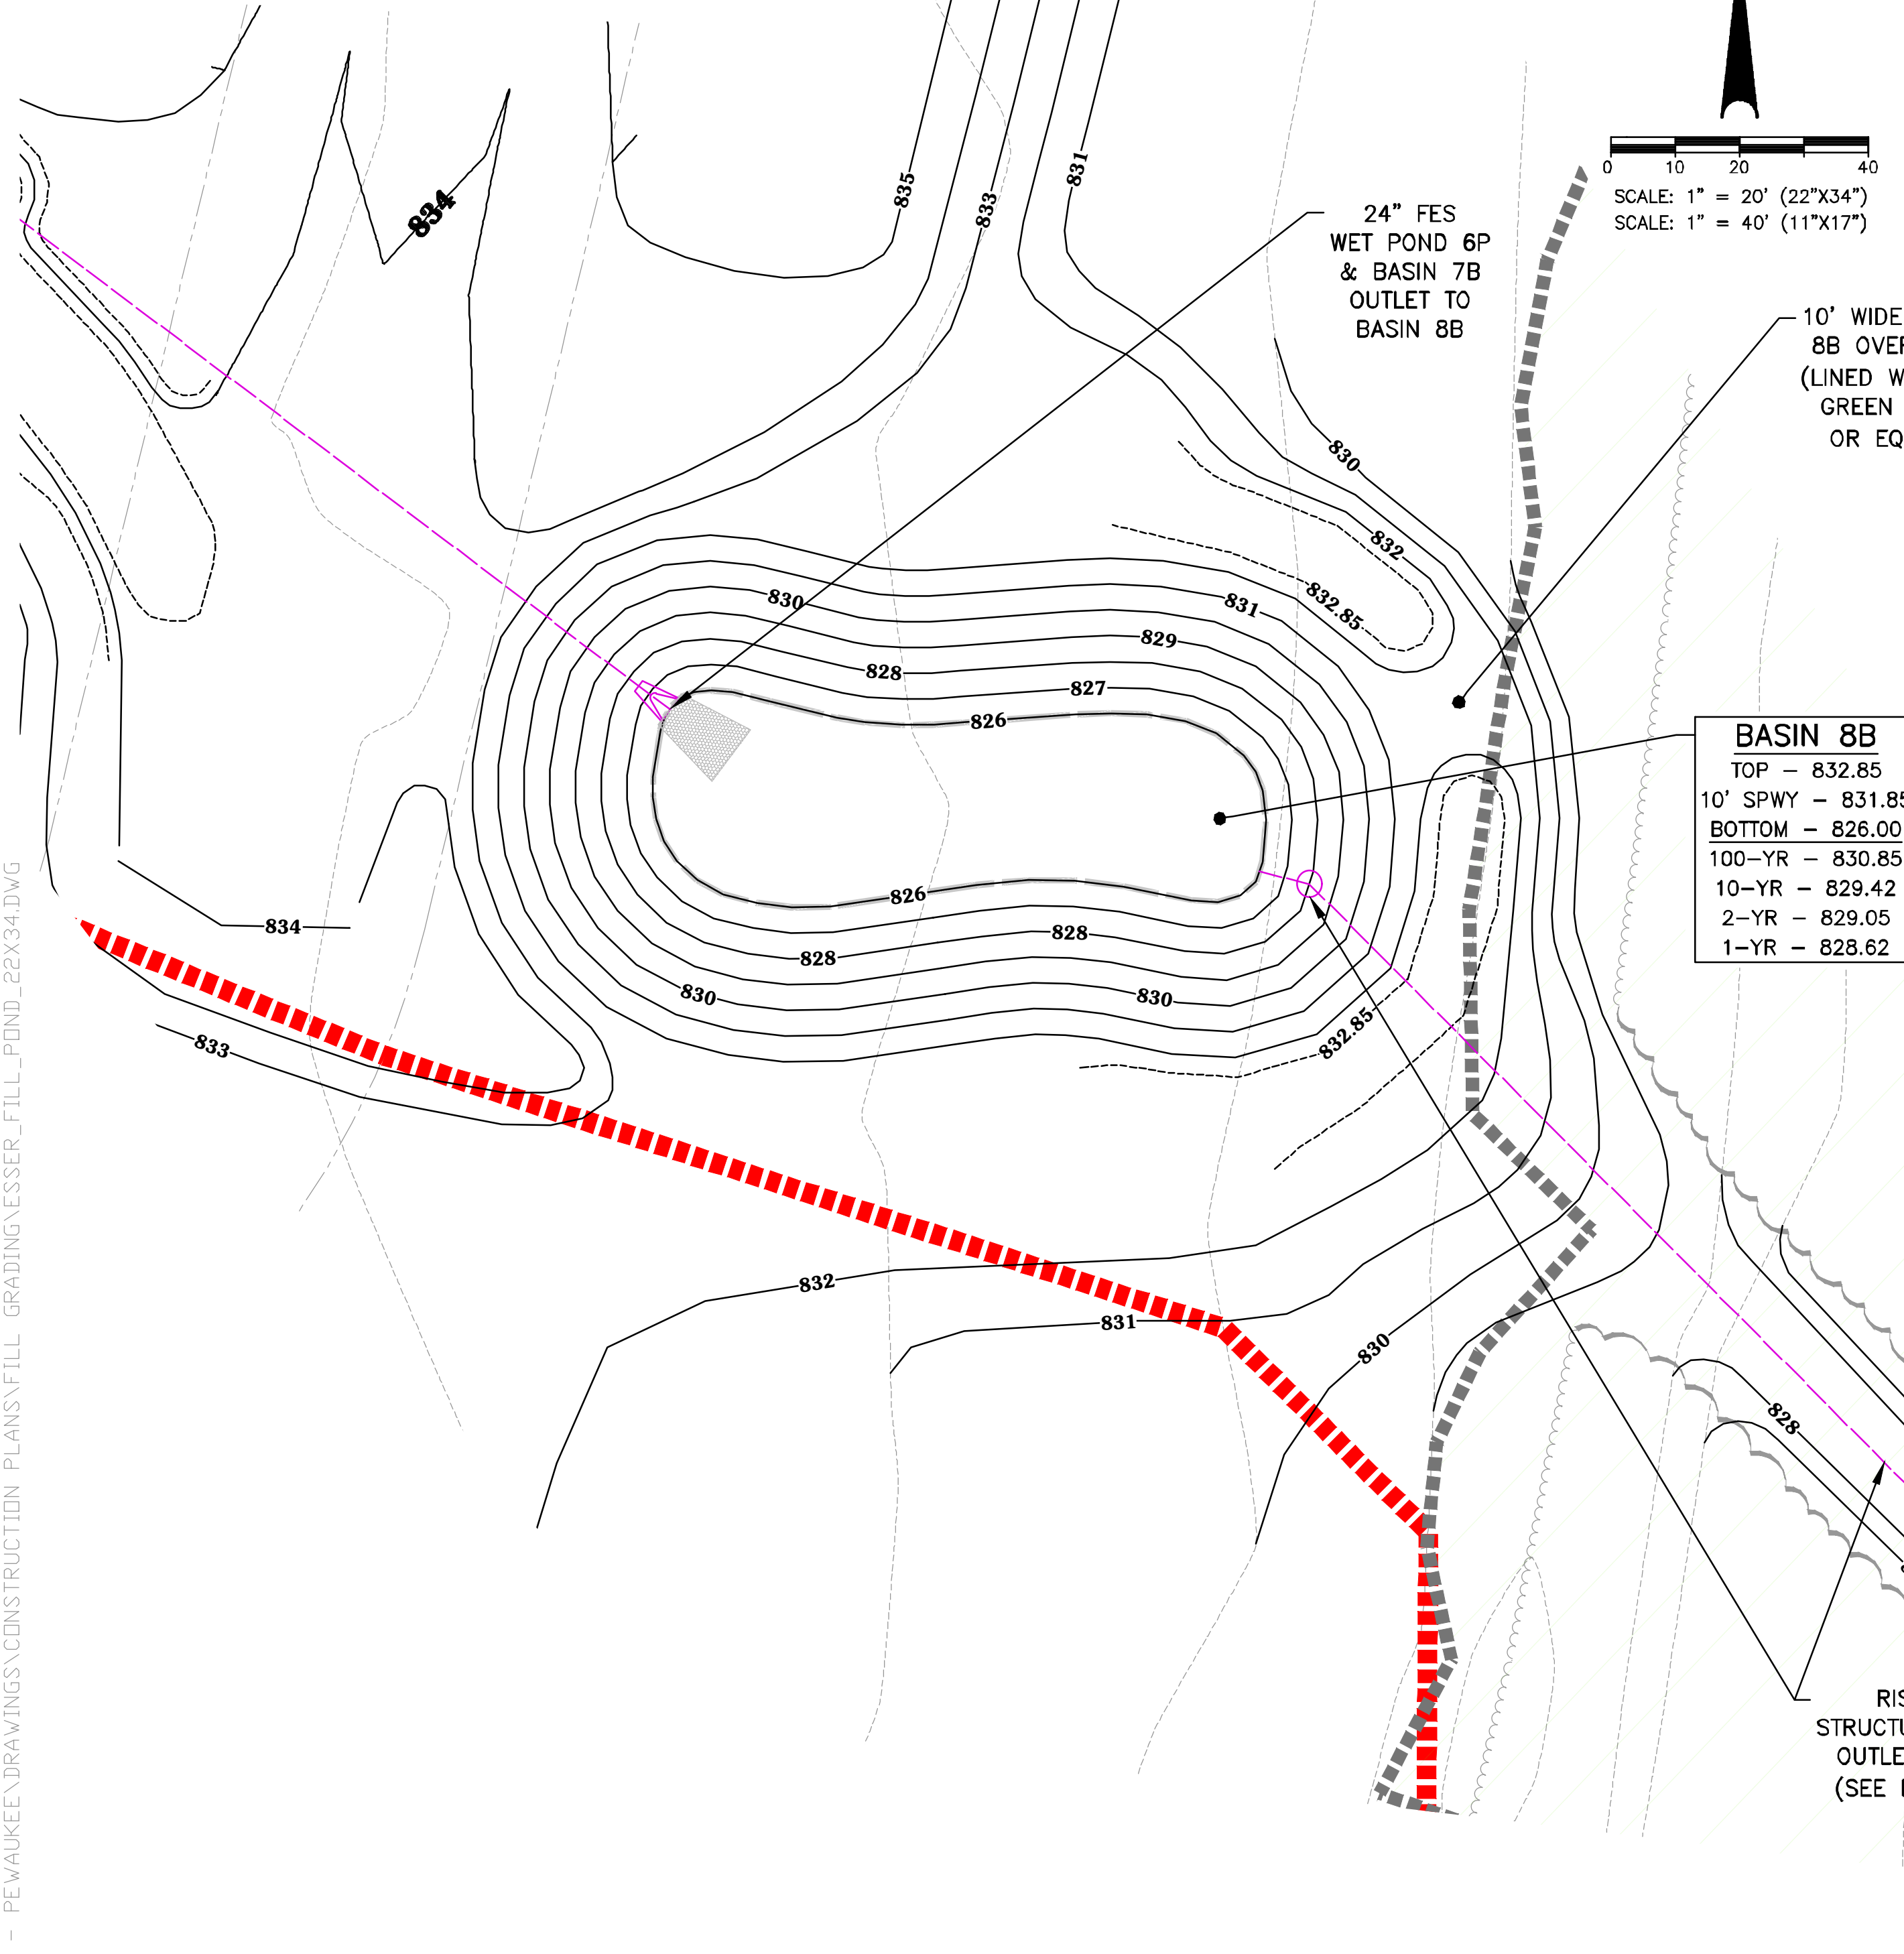 0 10 20 40
SCALE: 1" = 20' (22"X34")
SCALE: 1" = 40' (11"X17")
24" FES
WET POND 6P
& BASIN 7B
OUTLET TO
BASIN 8B
10' WIDE
8B OVER
(LINED W
GREEN
OR EQ
BASIN 8B
TOP – 832.85
10' SPWY – 831.85
BOTTOM – 826.00
100-YR – 830.85
10-YR – 829.42
2-YR – 829.05
1-YR – 828.62
835
833
831
834
830
832
832.85
830
831
829
828
827
826
826
828
828
830
830
832.85
834
833
832
831
830
828
RIS
STRUCTU
OUTLE
(SEE
- PEWAUKEE\DRAWINGS\CONSTRUCTION PLANS\FILL GRADING\ESSER_FILL_POND_22X34.DWG